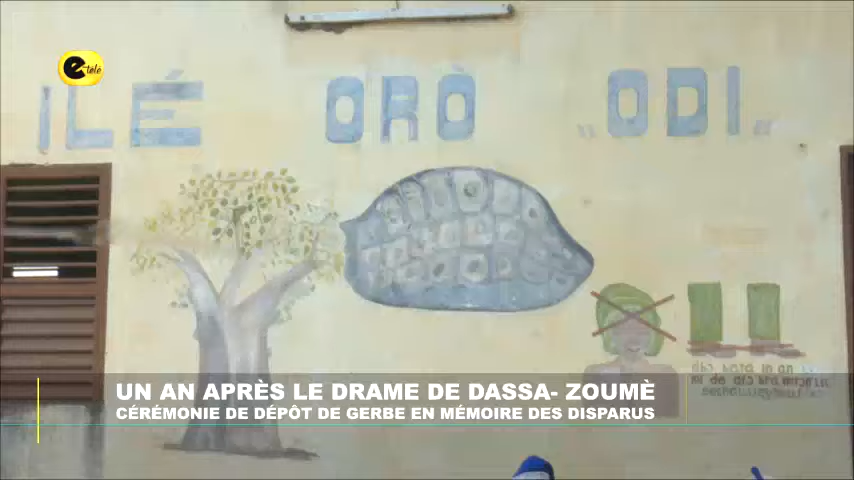 e télé
ILÉ ORÒ "ODI"
UN AN APRÈS LE DRAME DE DASSA- ZOUMÈ
CÉRÉMONIE DE DÉPÔT DE GERBE EN MÉMOIRE DES DISPARUS